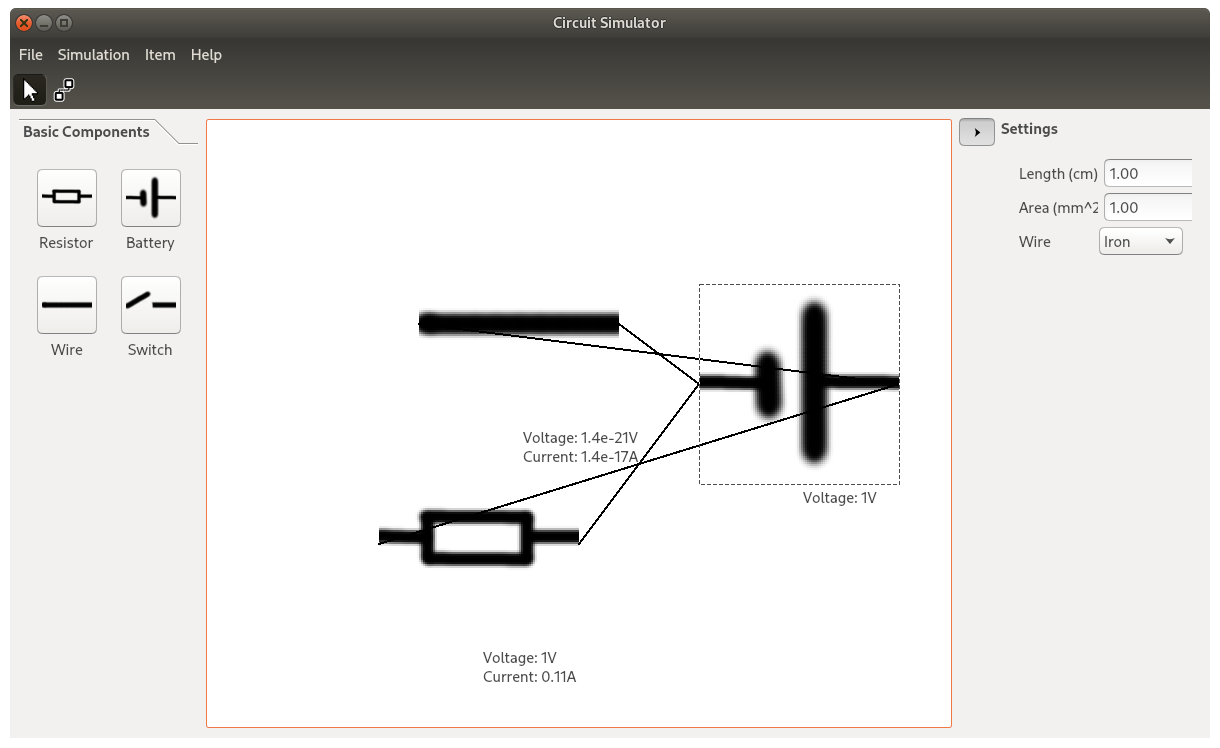 Circuit Simulator
File Simulation Item Help
Basic Components
Resistor
Battery
Wire
Switch
Voltage: 1.4e-21V
Current: 1.4e-17A
Voltage: 1V
Voltage: 1V
Current: 0.11A
Settings
Length (cm) 1.00
Area (mm^2 1.00
Wire Iron